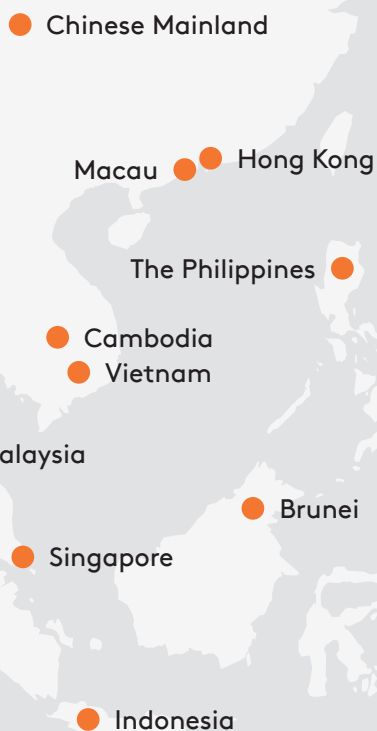 Chinese Mainland
Hong Kong
Macau
The Philippines
Cambodia
Vietnam
alaysia
Brunei
Singapore
Indonesia